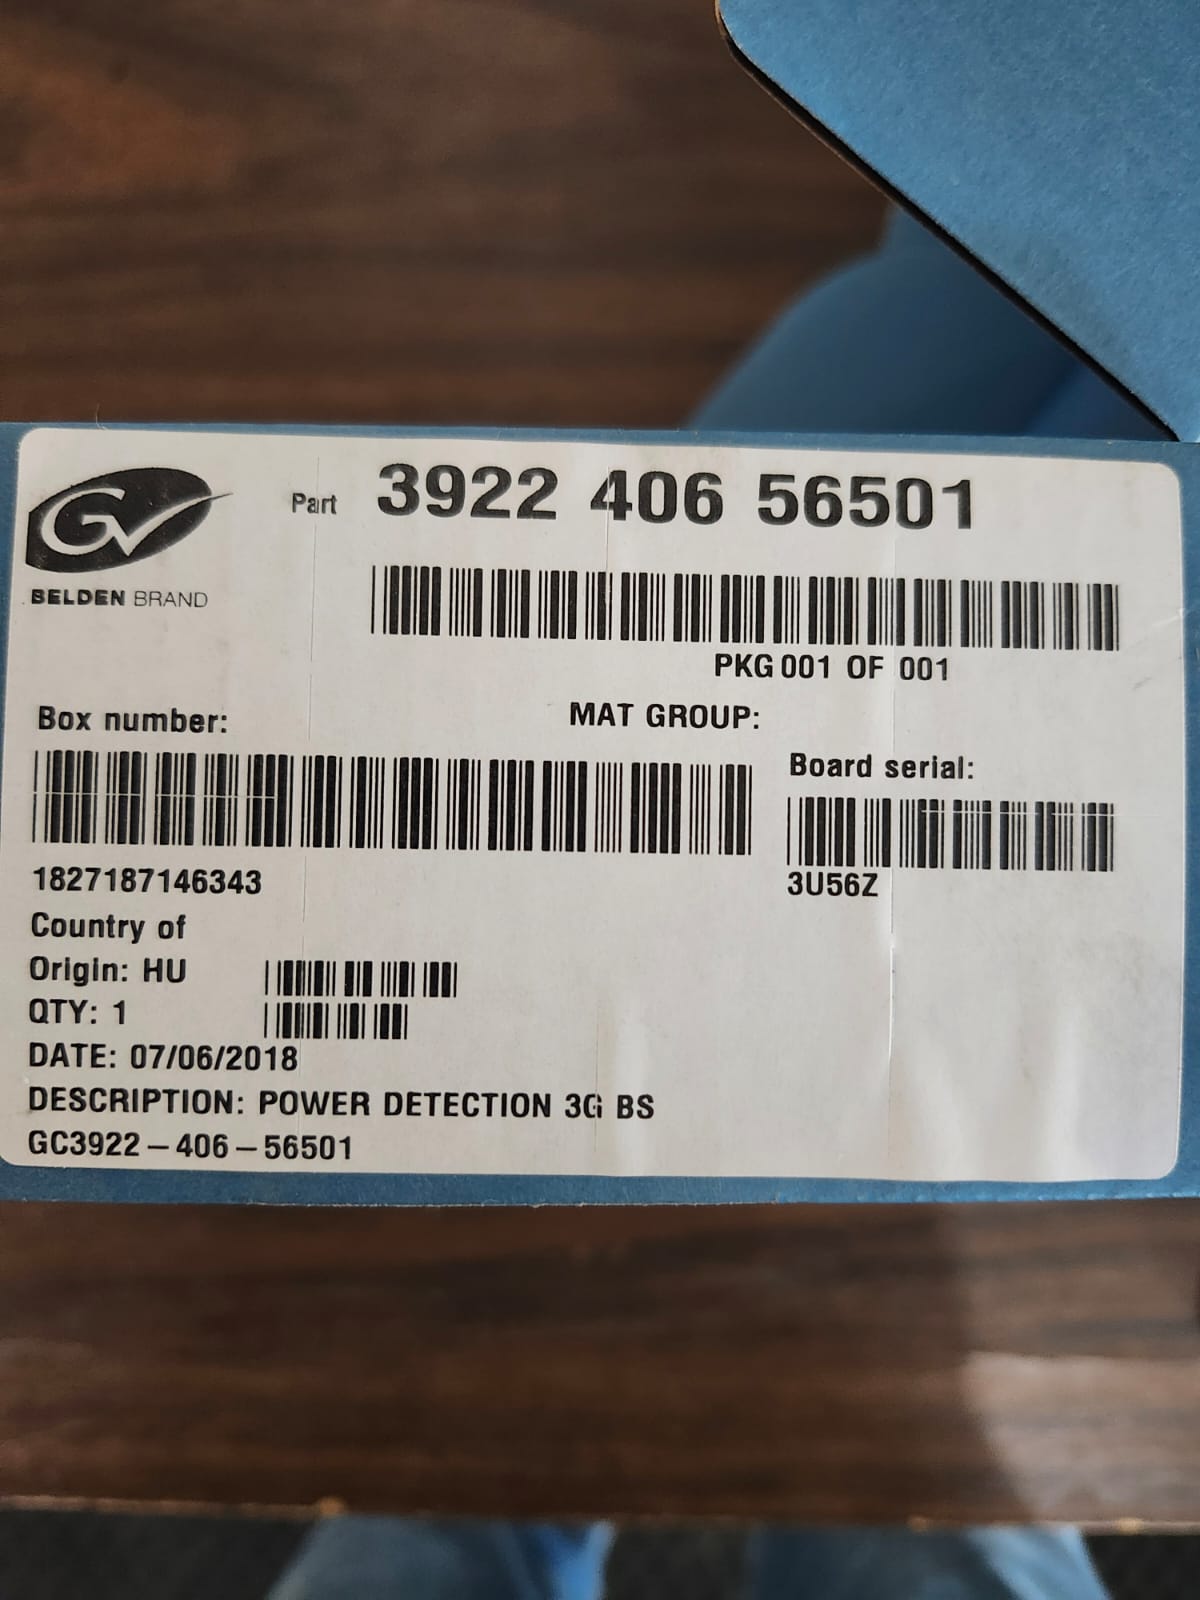 GV
BELDEN BRAND
Part 3922 406 56501
PKG 001 OF 001
Box number:
MAT GROUP:
Board serial:
1827187146343
3U56Z
Country of
Origin: HU
QTY: 1
DATE: 07/06/2018
DESCRIPTION: POWER DETECTION 3G BS
GC3922-406-56501